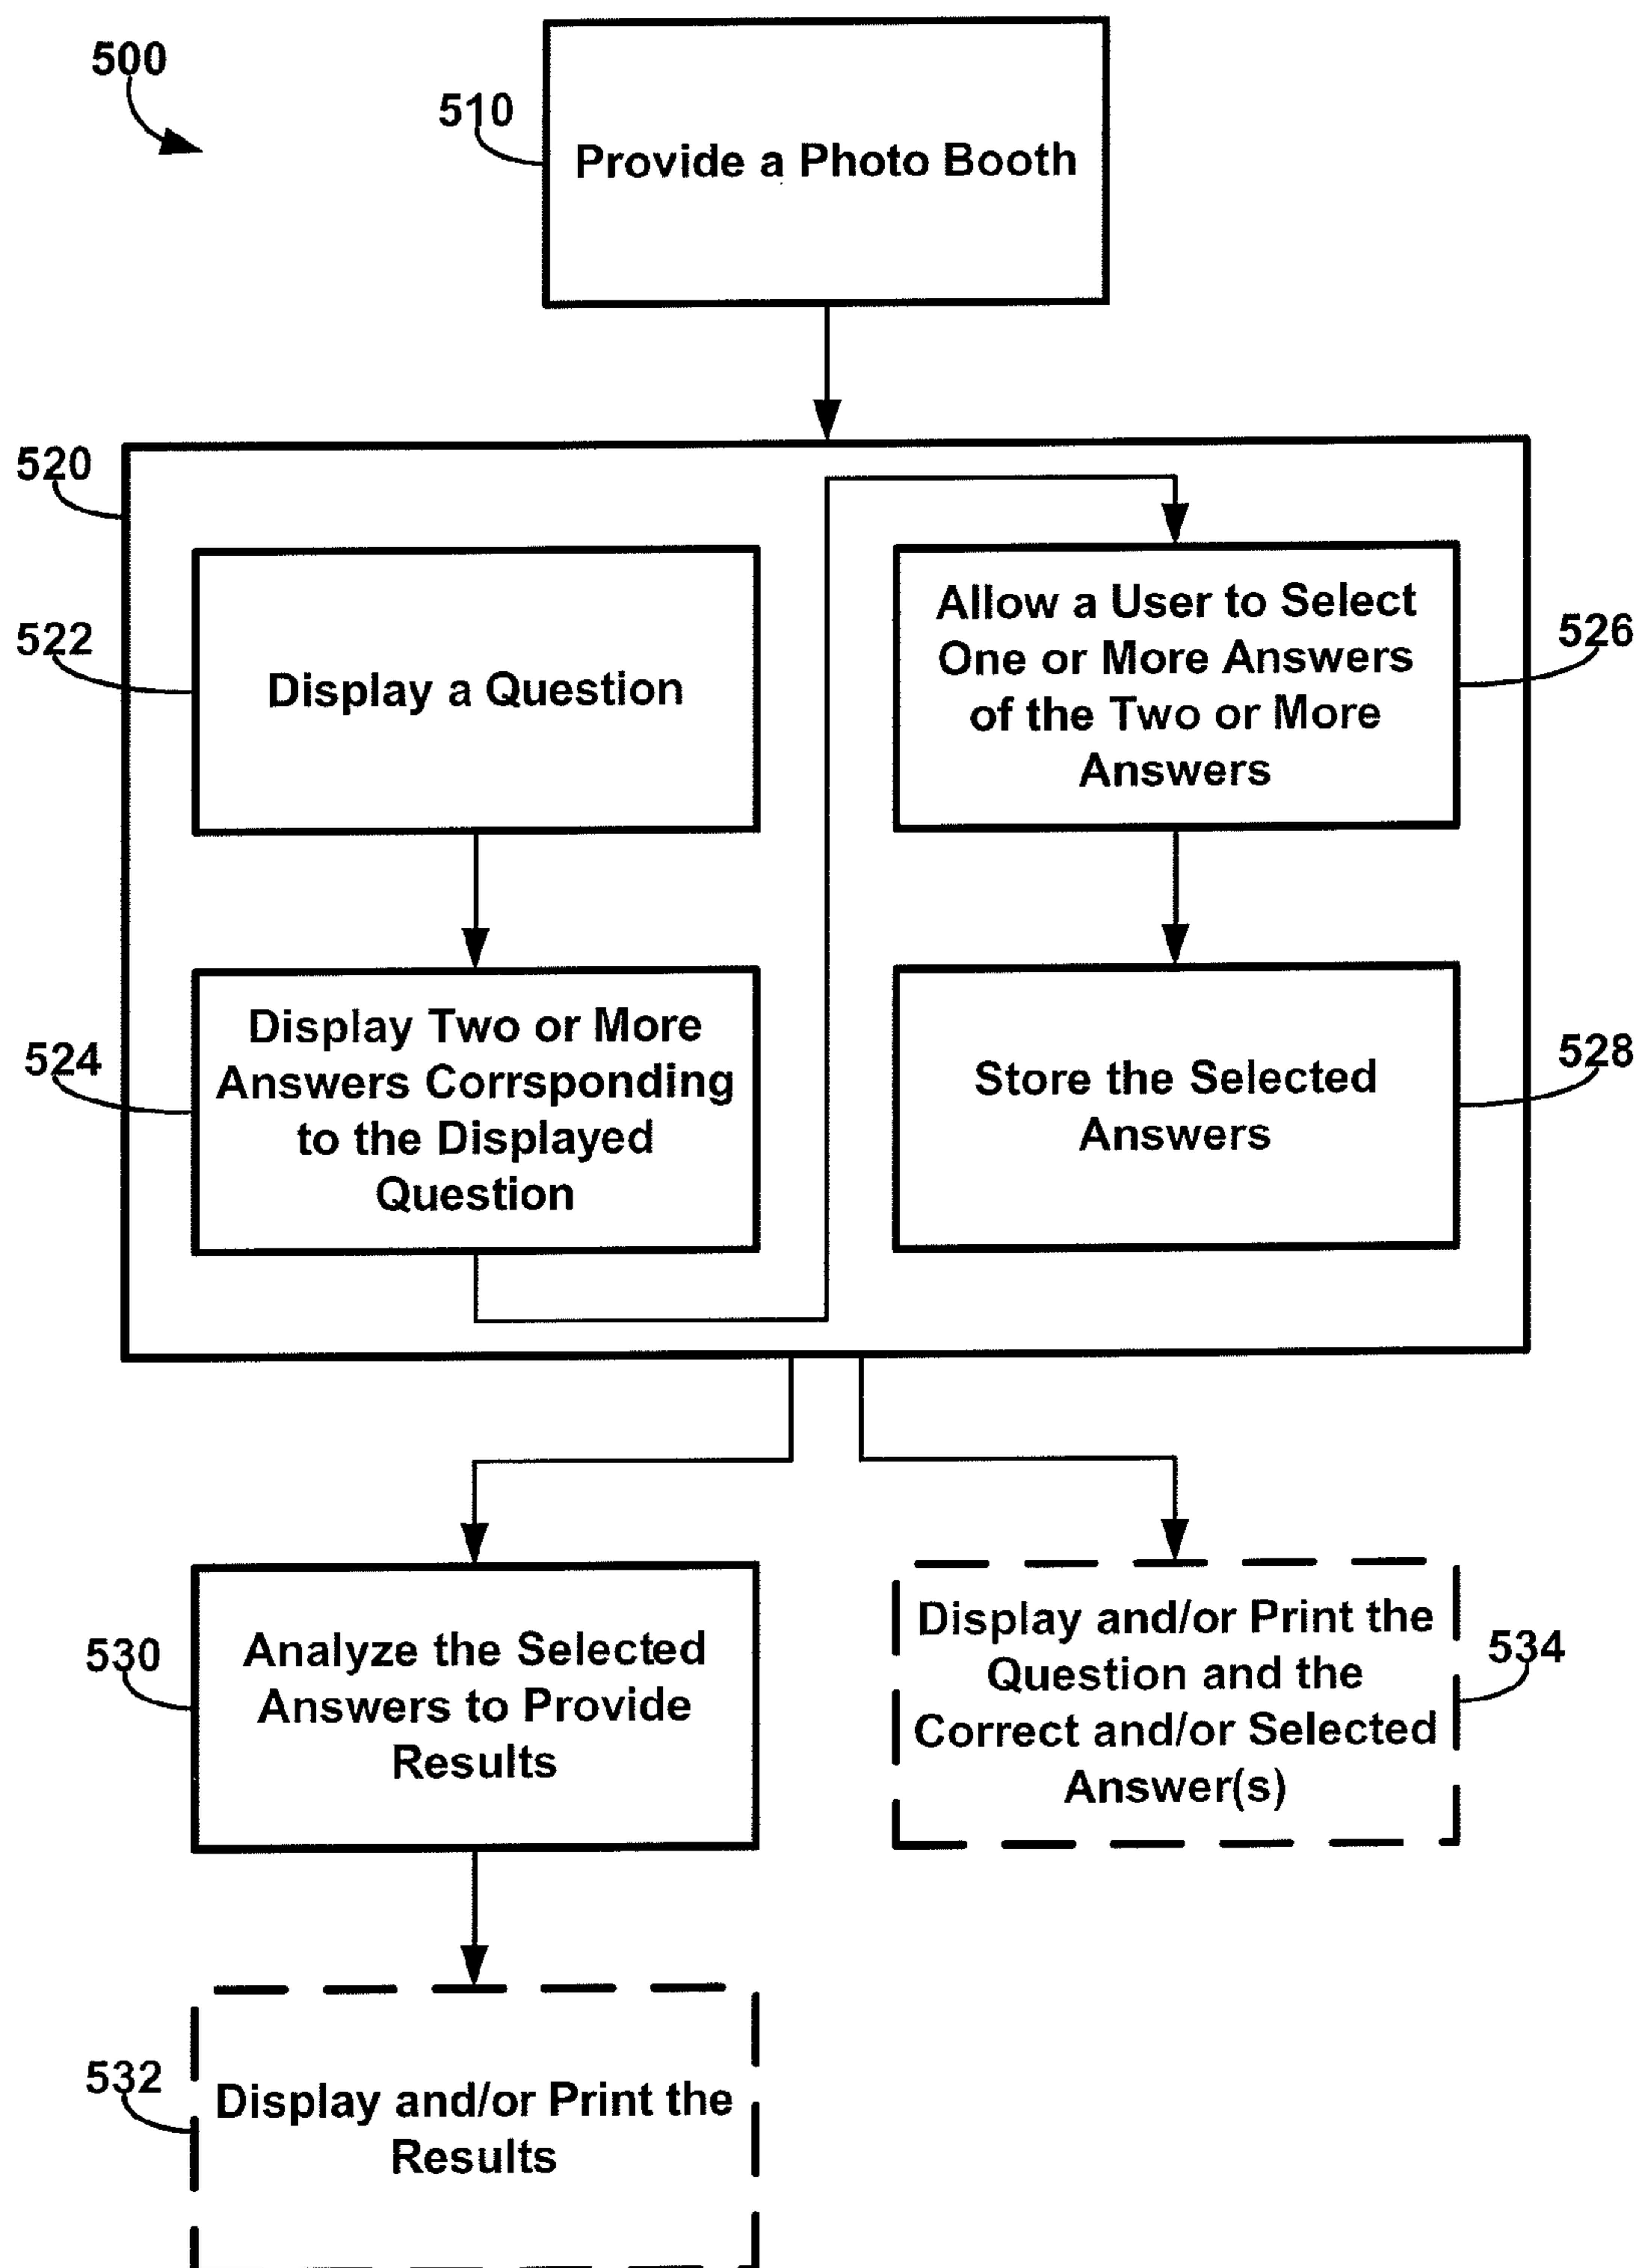 500
510
Provide a Photo Booth
520
522
Display a Question
524
Display Two or More
Answers Corrsponding
to the Displayed
Question
Allow a User to Select
One or More Answers
of the Two or More
Answers
526
Store the Selected
Answers
528
530
Analyze the Selected
Answers to Provide
Results
Display and/or Print the
Question and the
Correct and/or Selected
Answer(s)
534
532
Display and/or Print the
Results